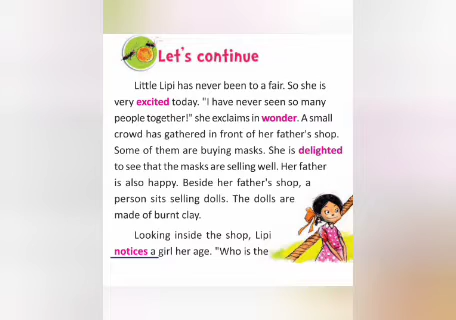 Let's continue
Little Lipi has never been to a fair. So she is
very excited today. "I have never seen so many
people together!" she exclaims in wonder. A small
crowd has gathered in front of her father's shop.
Some of them are buying masks. She is delighted
to see that the masks are selling well. Her father
is also happy. Beside her father's shop, a
person sits selling dolls. The dolls are
made of burnt clay.
Looking inside the shop, Lipi
notices a girl her age. "Who is the